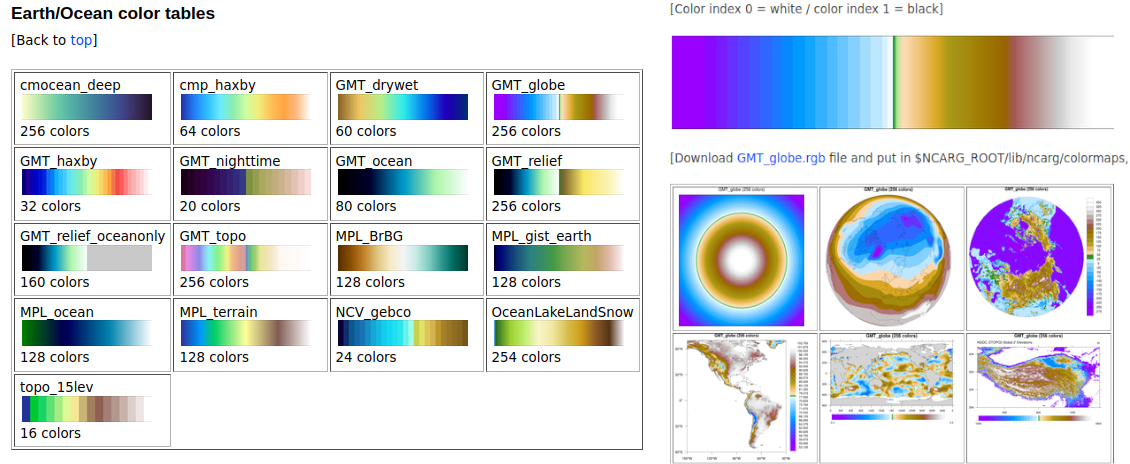 Earth/Ocean color tables
[Back to top]
cmocean_deep
256 colors
cmp_haxby
64 colors
GMT_drywet
60 colors
GMT_globe
256 colors
GMT_haxby
32 colors
GMT_nighttime
20 colors
GMT_ocean
80 colors
GMT_relief
256 colors
GMT_relief_oceanonly
160 colors
GMT_topo
256 colors
MPL_BrBG
128 colors
MPL_gist_earth
128 colors
MPL_ocean
128 colors
MPL_terrain
128 colors
NCV_gebco
24 colors
OceanLakeLandSnow
254 colors
topo_15lev
16 colors
[Color index 0 = white / color index 1 = black]
[Download GMT_globe.rgb file and put in $NCARG_ROOT/lib/ncarg/colormaps,
GMT_globe (256 colors)
GMT_globe (256 colors)
GMT_globe (256 colors)
GMT_globe (256 colors)
GMT_globe (256 colors)
GMT_globe (256 colors)